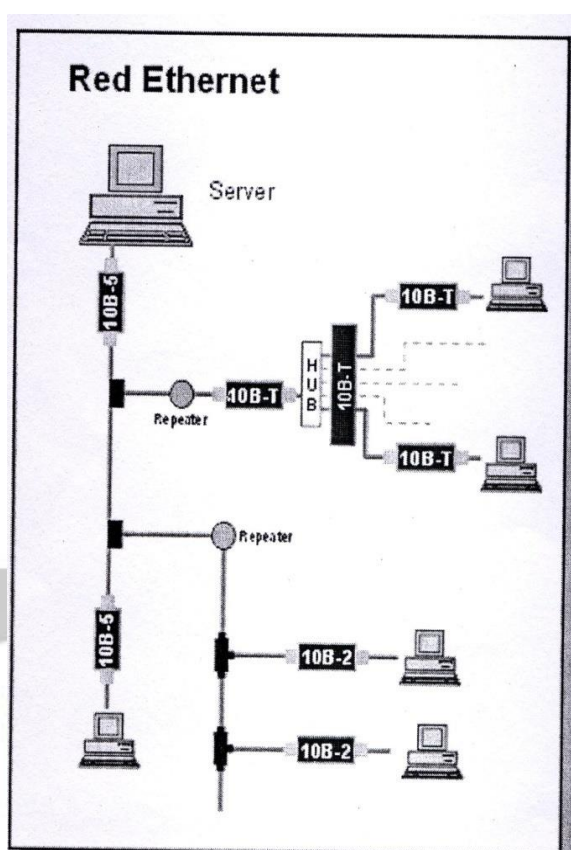 Red Ethernet
Server
10B-5
10B-T
Repeater
10B-T
HUB
10B-T
10B-T
Repeater
10B-5
10B-2
10B-2